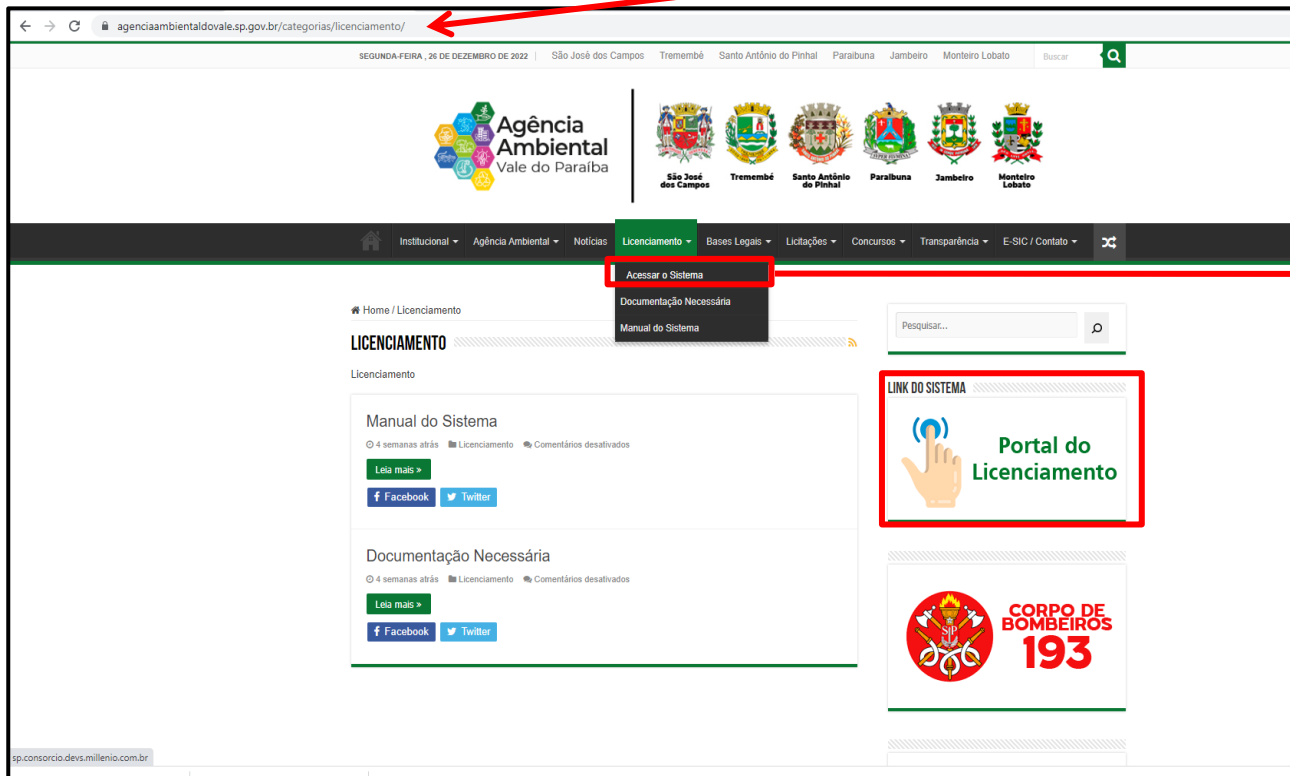 agenciaambientaldovale.sp.gov.br/categorias/licenciamento/
SEGUNDA-FEIRA , 26 DE DEZEMBRO DE 2022 | São José dos Campos Tremembé Santo Antônio do Pinhal Paraibuna Jambeiro Monteiro Lobato Buscar
Agência
Ambiental
Vale do Paraíba
São José
dos Campos
Tremembé
Santo Antônio
do Pinhal
Paraibuna
Jambeiro
Monteiro
Lobato
Institucional Agência Ambiental Notícias Licenciamento Bases Legais Licitações Concursos Transparência E-SIC / Contato
Acessar o Sistema
Documentação Necessária
Manual do Sistema
Home / Licenciamento
LICENCIAMENTO
Licenciamento
Manual do Sistema
4 semanas atrás Licenciamento Comentários desativados
Leia mais »
Facebook Twitter
Documentação Necessária
4 semanas atrás Licenciamento Comentários desativados
Leia mais »
Facebook Twitter
Pesquisar...
LINK DO SISTEMA
Portal do
Licenciamento
SP
CORPO DE
BOMBEIROS
193
sp.consorcio.devs.millenio.com.br